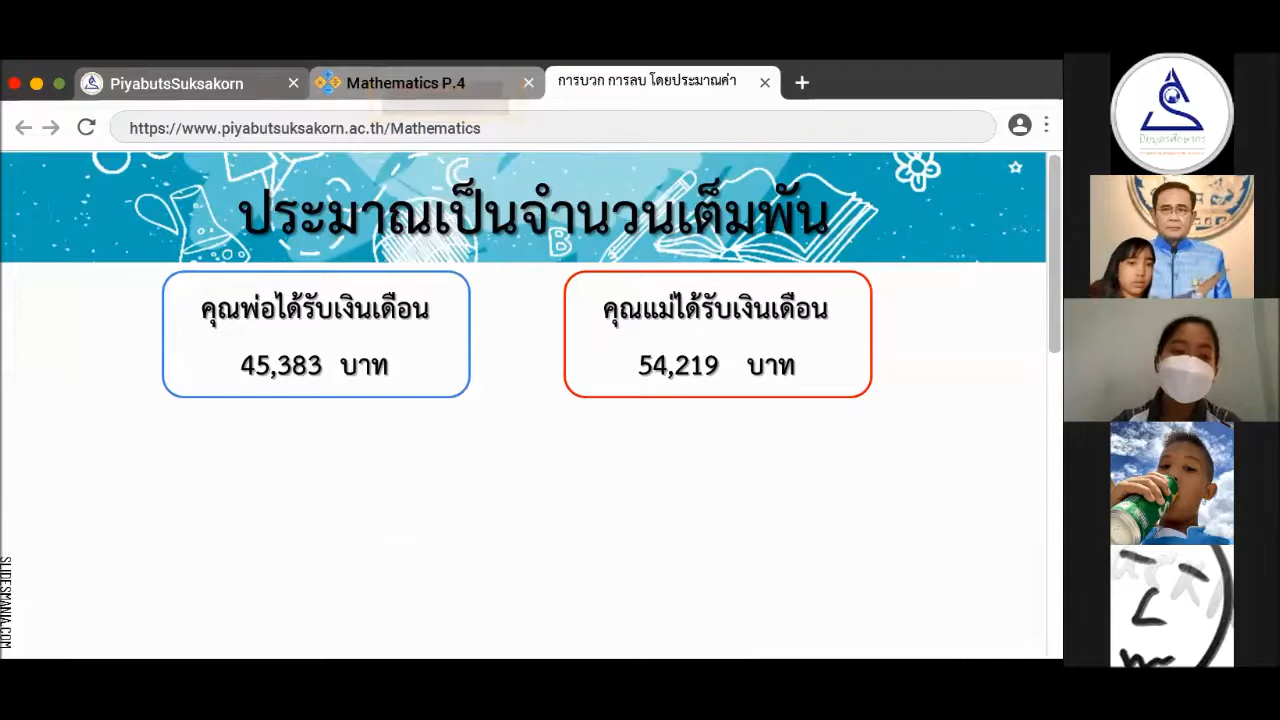 PiyabutsSuksakorn
Mathematics P.4
การบวก การลบ โดยประมาณค่า
https://www.piyabutsuksakorn.ac.th/Mathematics
ประมาณเป็นจำนวนเต็มพัน
คุณพ่อได้รับเงินเดือน
45,383 บาท
คุณแม่ได้รับเงินเดือน
54,219 บาท
SLIDESMANIA.COM